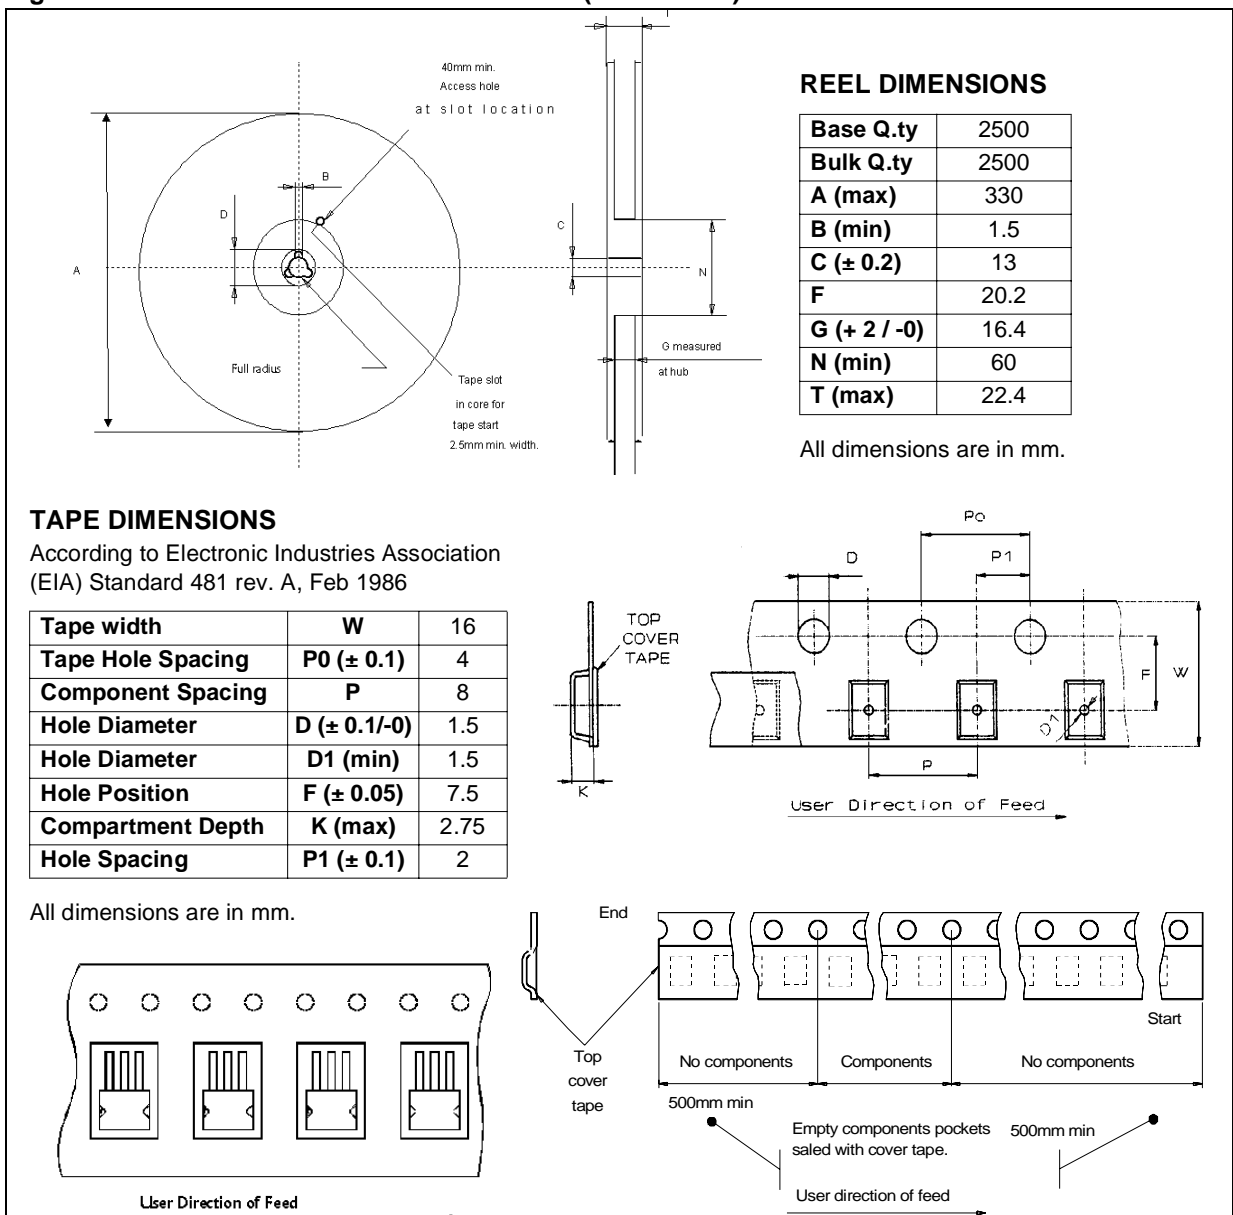 40mm min.
Access hole
at slot location
B
D
A
C
N
Full radius
Tape slot
in core for
tape start
2.5mm min. width.
G measured
at hub
REEL DIMENSIONS
Base Q.ty 2500
Bulk Q.ty 2500
A (max) 330
B (min) 1.5
C (± 0.2) 13
F 20.2
G (+ 2 / -0) 16.4
N (min) 60
T (max) 22.4
All dimensions are in mm.
TAPE DIMENSIONS
According to Electronic Industries Association
(EIA) Standard 481 rev. A, Feb 1986
Tape width W 16
Tape Hole Spacing P0 (± 0.1) 4
Component Spacing P 8
Hole Diameter D (± 0.1/-0) 1.5
Hole Diameter D1 (min) 1.5
Hole Position F (± 0.05) 7.5
Compartment Depth K (max) 2.75
Hole Spacing P1 (± 0.1) 2
All dimensions are in mm.
TOP
COVER
TAPE
K
Po
D
P1
F
W
D1
P
User Direction of Feed
End
Start
Top
cover
tape
No components
Components
No components
500mm min
Empty components pockets
saled with cover tape.
500mm min
User direction of feed
User Direction of Feed